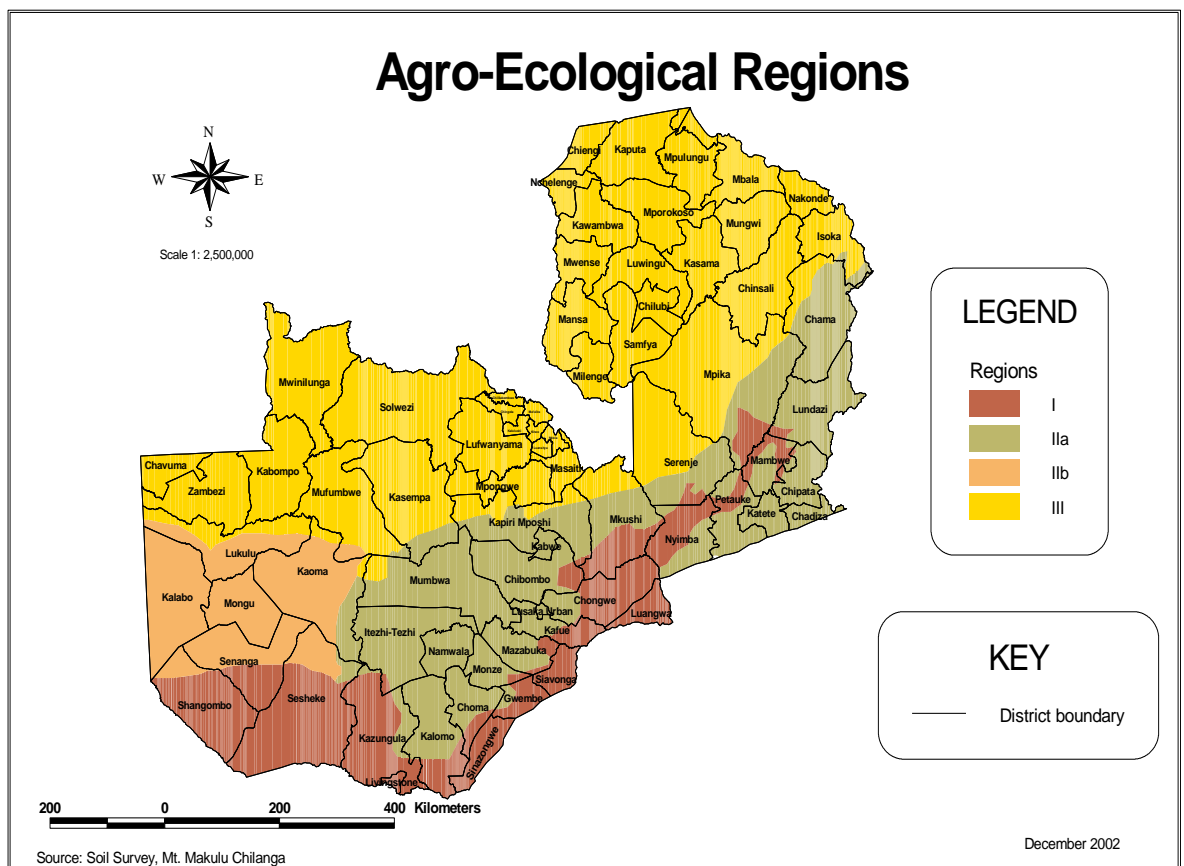 Agro-Ecological Regions
N
W E
S
Scale 1: 2,500,000
Chiengi
Kaputa
Mpulungu
Mbala
Nchelenge
Nakonde
Mporokoso
Kawambwa
Mungwi
Isoka
Mwense
Luwingu
Kasama
Chinsali
Chilubi
Mansa
Chama
Samfya
Milenge
Mpika
Mwinilunga
Solwezi
Lundazi
Lufwanyama
Chavuma
Kabompo
Masaiti
Serenje
Mambwe
Zambezi
Mufumbwe
Kasempa
Mpongwe
Chipata
Petauke
Katete
Chadiza
Kapiri Mposhi
Mkushi
Nyimba
Kabwe
Lukulu
Kaoma
Mumbwa
Chibombo
Kalabo
Mongu
Chongwe
Lusaka Urban
Luangwa
Itezhi-Tezhi
Kafue
Namwala
Mazabuka
Senanga
Monze
Siavonga
Shangombo
Sesheke
Gwembe
Choma
Kazungula
Kalomo
Sinazongwe
Livingstone
LEGEND
Regions
I
IIa
IIb
III
KEY
District boundary
200 0 200 400 Kilometers
Source: Soil Survey, Mt. Makulu Chilanga
December 2002